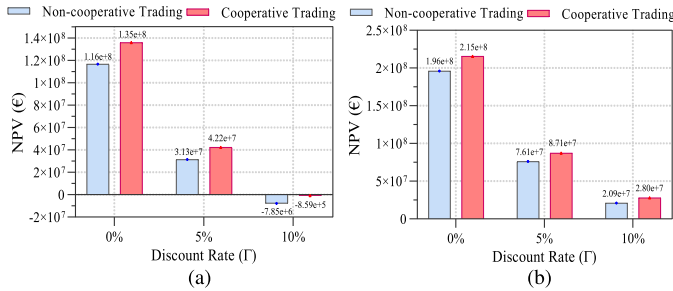 Non-cooperative Trading Cooperative Trading
1.4×10⁸
1.2×10⁸
1×10⁸
8×10⁷
6×10⁷
4×10⁷
2×10⁷
0
-2×10⁷
NPV (€)
1.16e+8
1.35e+8
3.13e+7
4.22e+7
-7.85e+6
-8.59e+5
0% 5% 10%
Discount Rate (Γ)
(a)
Non-cooperative Trading Cooperative Trading
2.5×10⁸
2×10⁸
1.5×10⁸
1×10⁸
5×10⁷
0
NPV (€)
1.96e+8
2.15e+8
7.61e+7
8.71e+7
2.09e+7
2.80e+7
0% 5% 10%
Discount Rate (Γ)
(b)